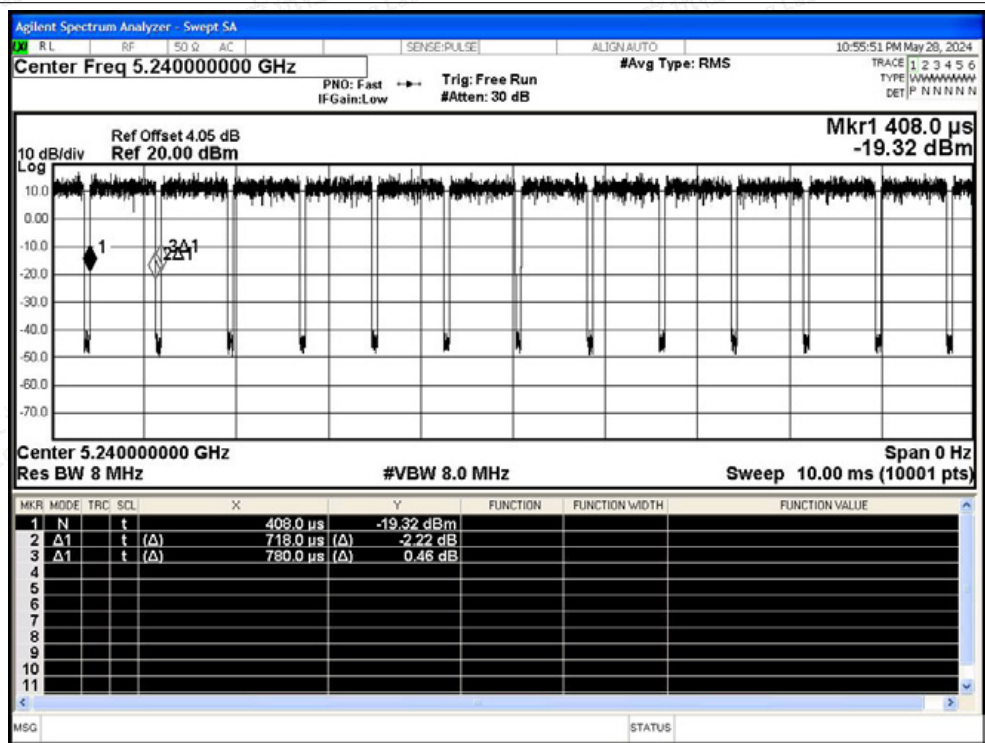 Agilent Spectrum Analyzer - Swept SA
RL RF 50 Ω AC SENSE:PULSE ALIGNAUTO 10:55:51 PM May 28, 2024
Center Freq 5.240000000 GHz #Avg Type: RMS TRACE 1 2 3 4 5 6
PNO: Fast Trig: Free Run TYPE WWWWWW
IFGain:Low #Atten: 30 dB DET P N N N N N
Mkr1 408.0 µs
-19.32 dBm
Ref Offset 4.05 dB
10 dB/div Ref 20.00 dBm
Log
10.0
0.00
-10.0
-20.0
-30.0
-40.0
-50.0
-60.0
-70.0
1
3Δ1
2Δ1
Center 5.240000000 GHz Span 0 Hz
Res BW 8 MHz #VBW 8.0 MHz Sweep 10.00 ms (10001 pts)
MKR MODE TRC SCL X Y FUNCTION FUNCTION WIDTH FUNCTION VALUE
1 N t 408.0 µs -19.32 dBm
2 Δ1 t (Δ) 718.0 µs (Δ) -2.22 dB
3 Δ1 t (Δ) 780.0 µs (Δ) 0.46 dB
4
5
6
7
8
9
10
11
MSG STATUS